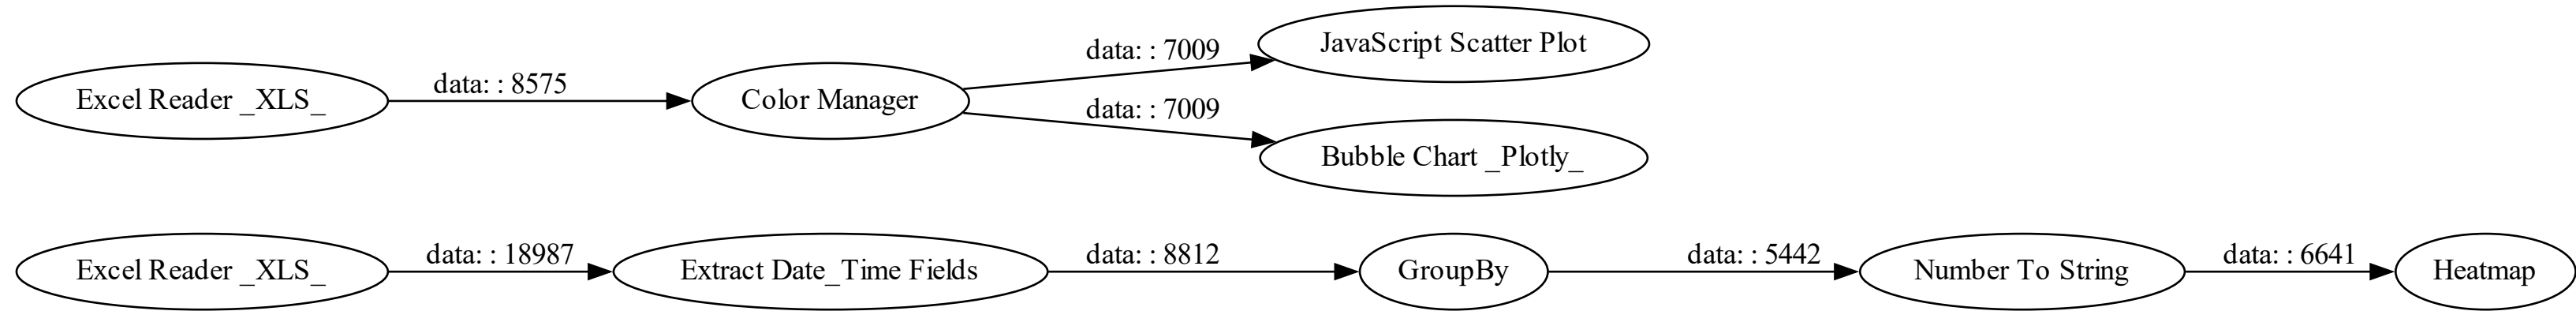 Excel Reader _XLS_
data: : 8575
Color Manager
data: : 7009
JavaScript Scatter Plot
data: : 7009
Bubble Chart _Plotly_
Excel Reader _XLS_
data: : 18987
Extract Date_Time Fields
data: : 8812
GroupBy
data: : 5442
Number To String
data: : 6641
Heatmap